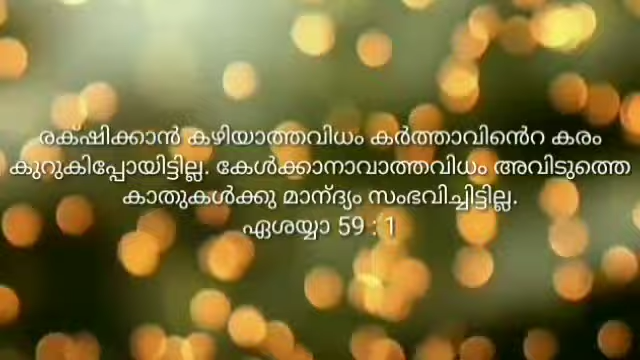 രക്ഷിക്കാൻ കഴിയാത്തവിധം കർത്താവിൻെറ കരം
കുറുകിപ്പോയിട്ടില്ല. കേൾക്കാനാവാത്തവിധം അവിടുത്തെ
കാതുകൾക്കു മാന്ദ്യം സംഭവിച്ചിട്ടില്ല.
ഏശയ്യാ 59 : 1